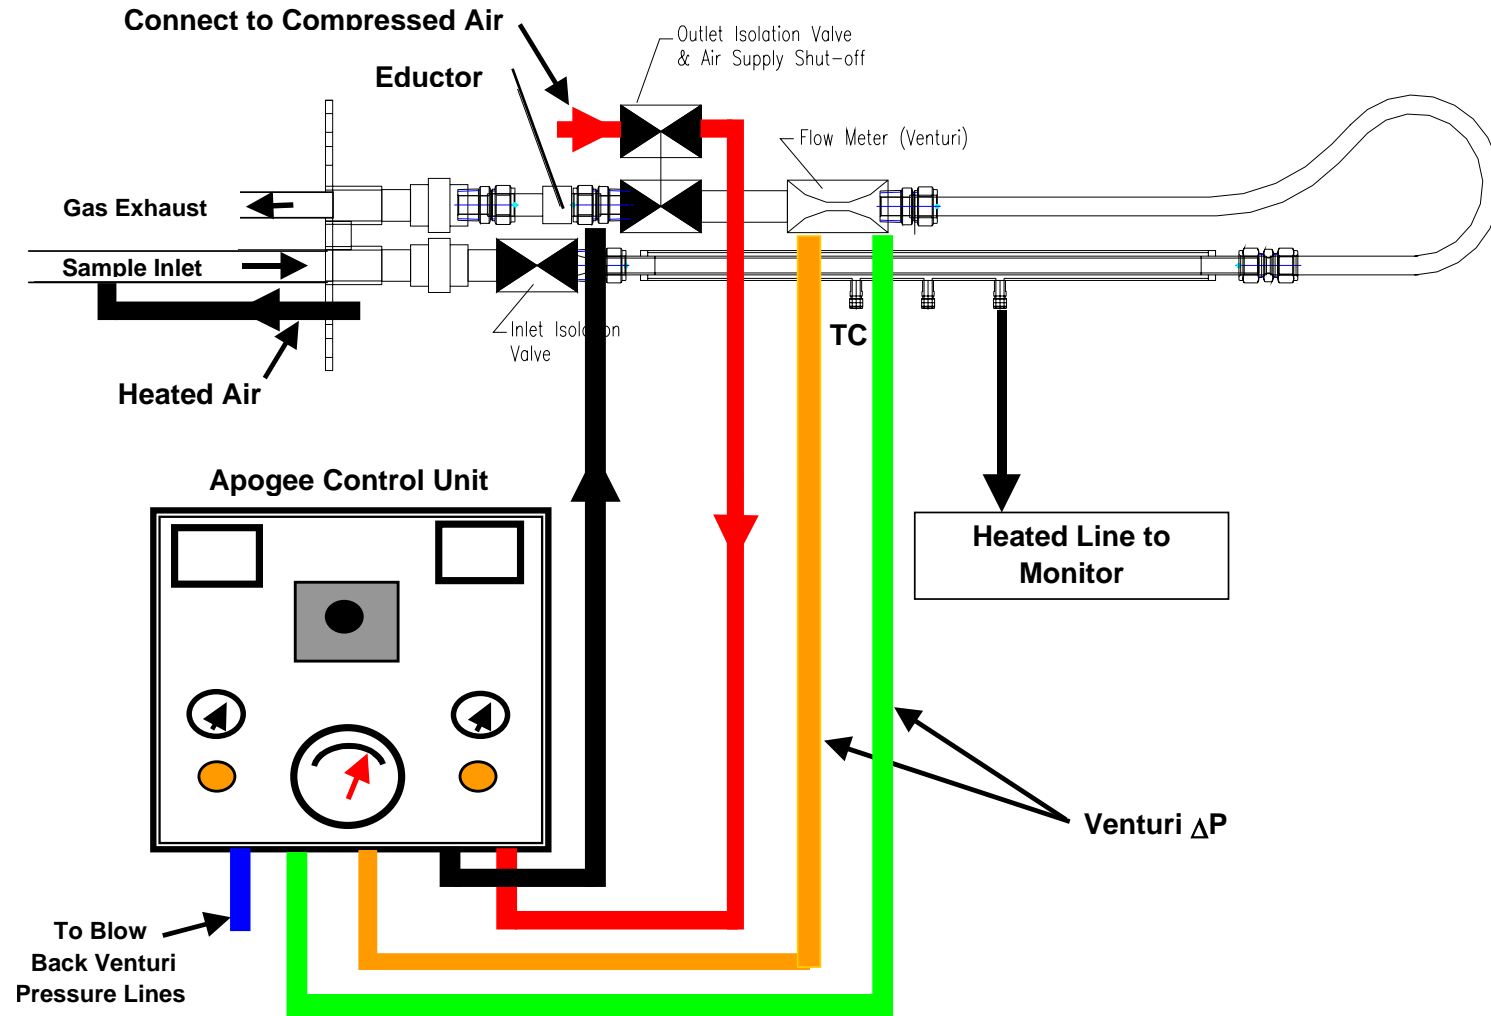 Connect to Compressed Air
Outlet Isolation Valve
& Air Supply Shut-off
Eductor
Flow Meter (Venturi)
Gas Exhaust
Sample Inlet
Inlet Isolation
Valve
TC
Heated Air
Apogee Control Unit
Heated Line to
Monitor
Venturi ΔP
To Blow
Back Venturi
Pressure Lines